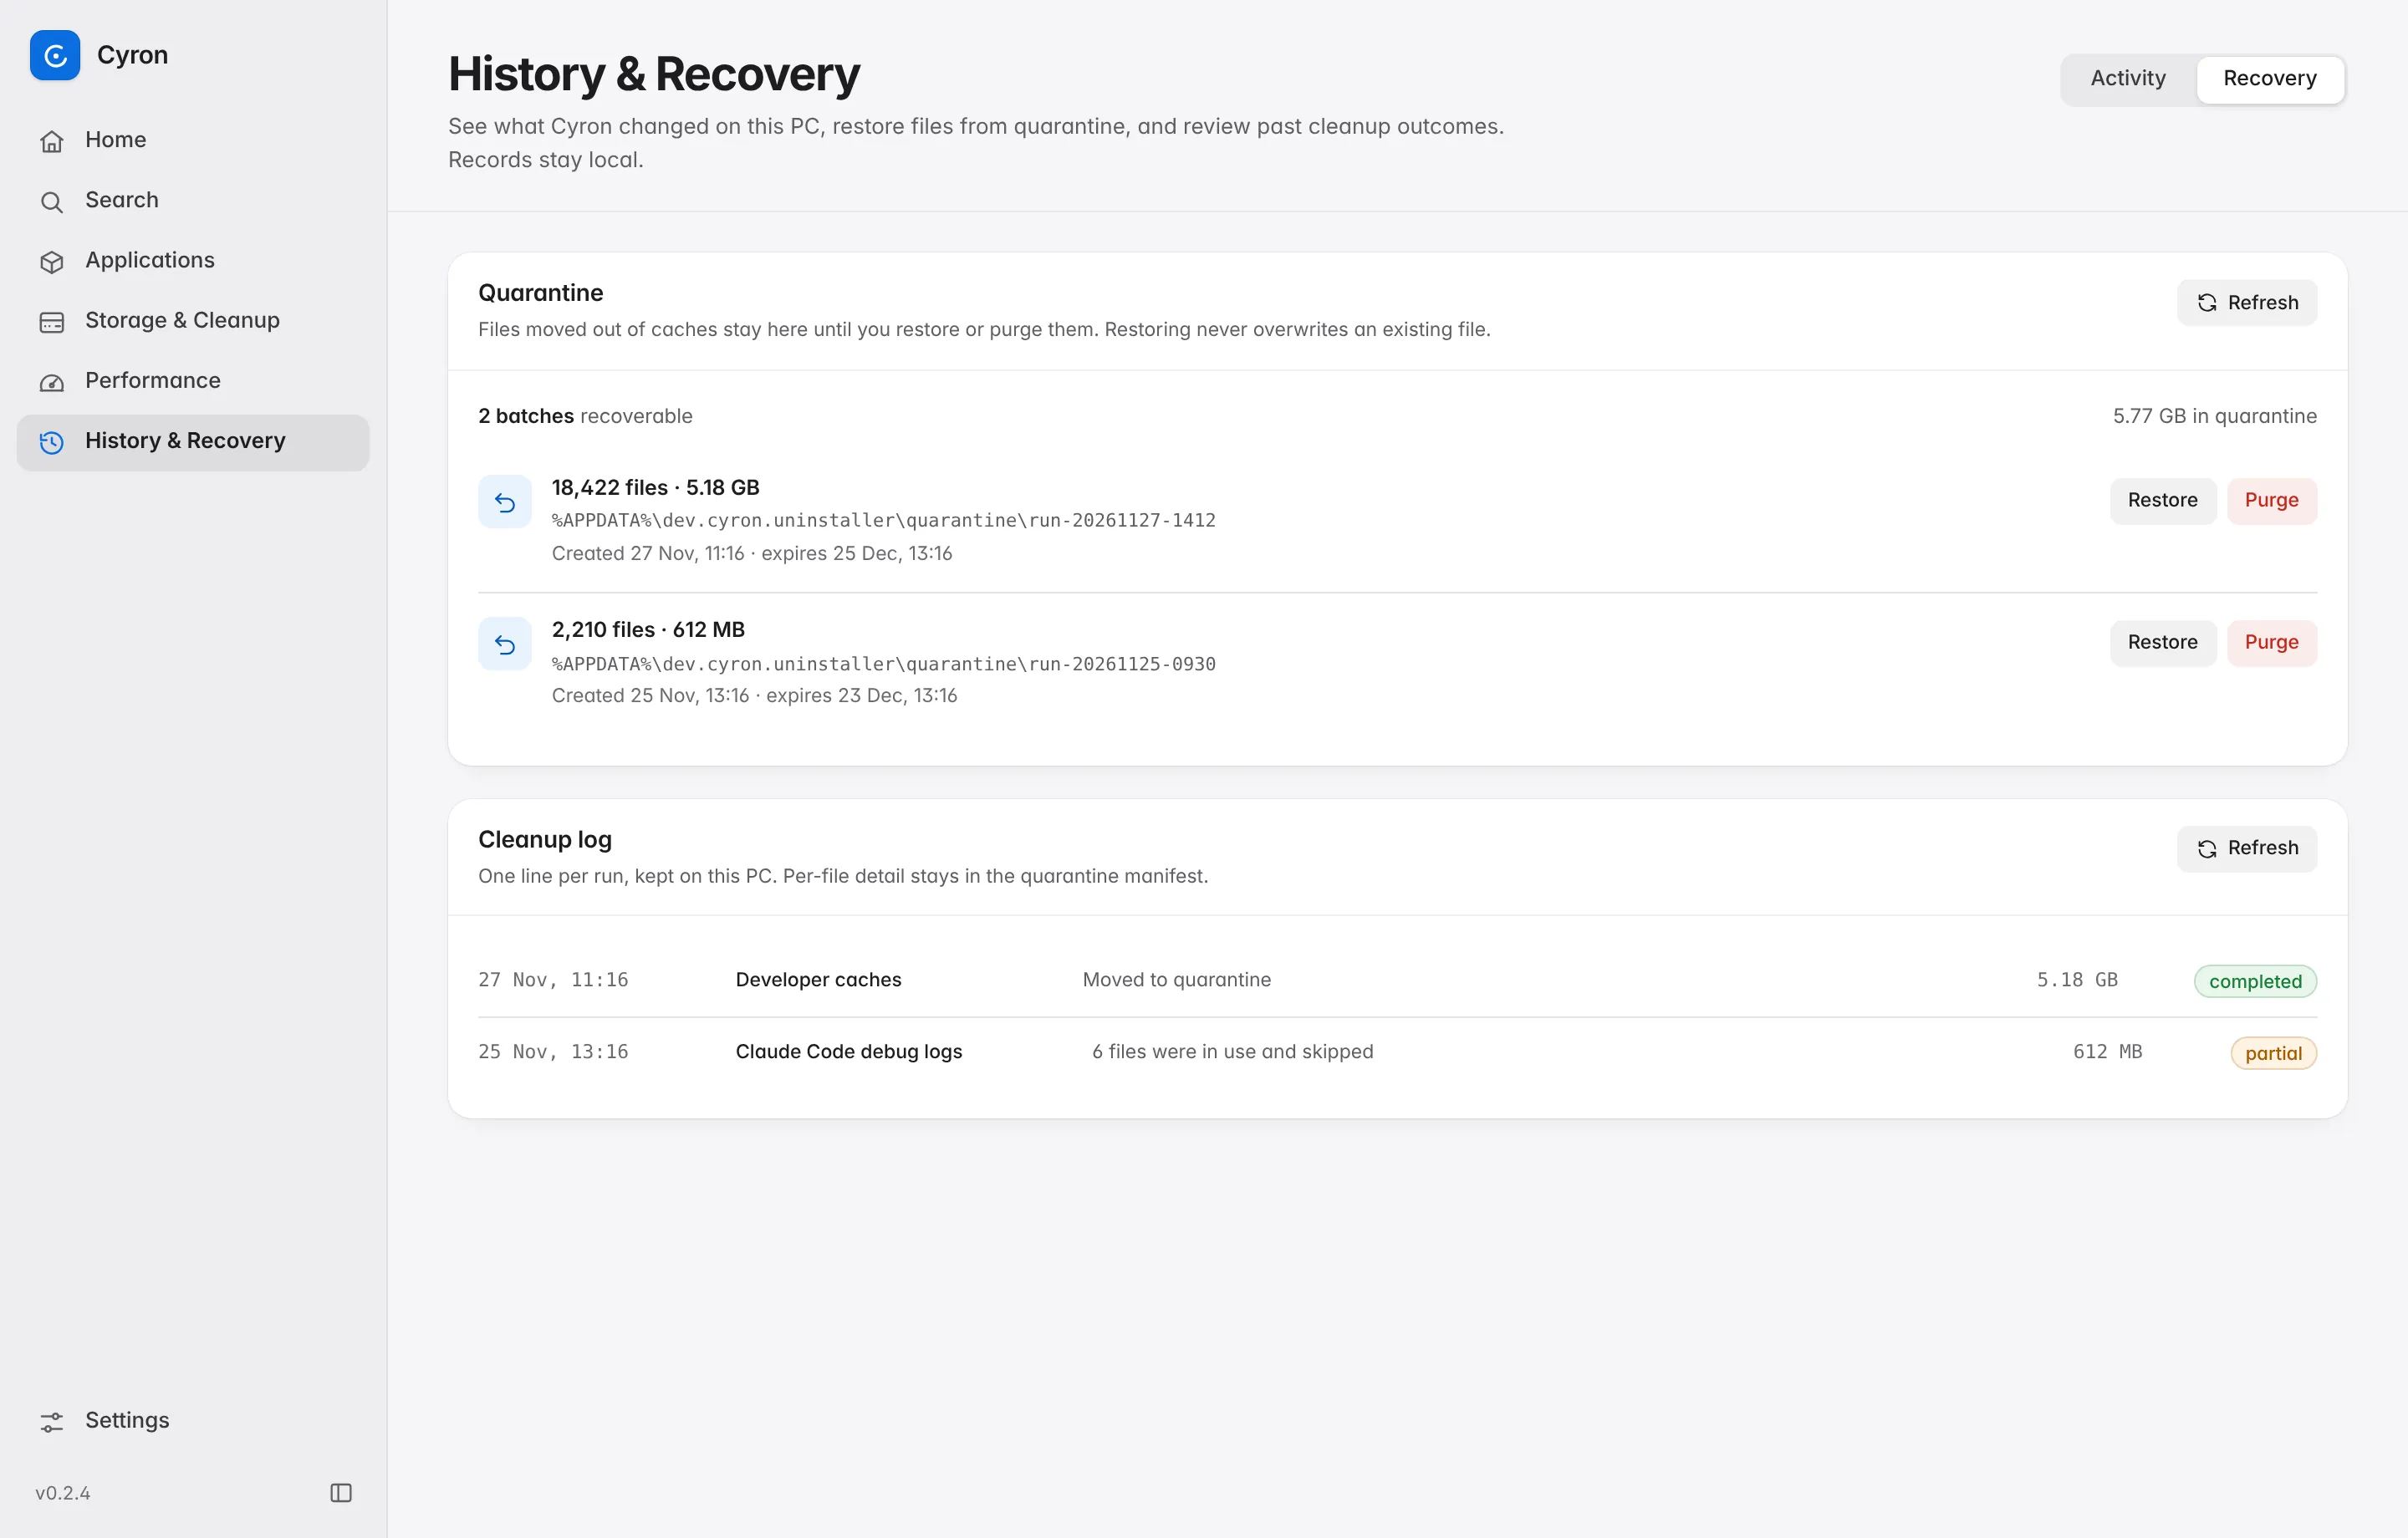 Cyron
Home
Search
Applications
Storage & Cleanup
Performance
History & Recovery
Settings
v0.2.4
History & Recovery
See what Cyron changed on this PC, restore files from quarantine, and review past cleanup outcomes.
Records stay local.
Activity
Recovery
Quarantine
Files moved out of caches stay here until you restore or purge them. Restoring never overwrites an existing file.
Refresh
2 batches recoverable
5.77 GB in quarantine
18,422 files · 5.18 GB
%APPDATA%\dev.cyron.uninstaller\quarantine\run-20261127-1412
Created 27 Nov, 11:16 · expires 25 Dec, 13:16
Restore
Purge
2,210 files · 612 MB
%APPDATA%\dev.cyron.uninstaller\quarantine\run-20261125-0930
Created 25 Nov, 13:16 · expires 23 Dec, 13:16
Restore
Purge
Cleanup log
One line per run, kept on this PC. Per-file detail stays in the quarantine manifest.
Refresh
27 Nov, 11:16 Developer caches Moved to quarantine 5.18 GB completed
25 Nov, 13:16 Claude Code debug logs 6 files were in use and skipped 612 MB partial